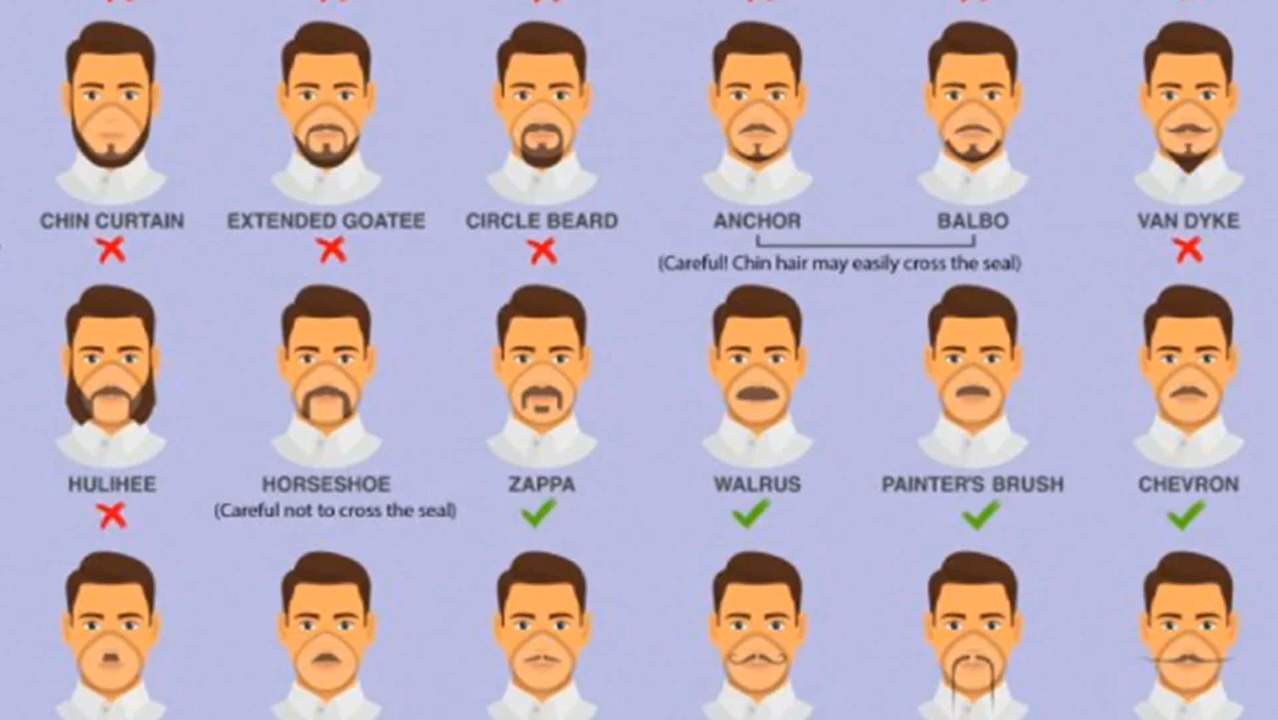 CHIN CURTAIN EXTENDED GOATEE CIRCLE BEARD ANCHOR BALBO VAN DYKE
(Careful! Chin hair may easily cross the seal)
HULIHEE HORSESHOE ZAPPA WALRUS PAINTER'S BRUSH CHEVRON
(Careful not to cross the seal)